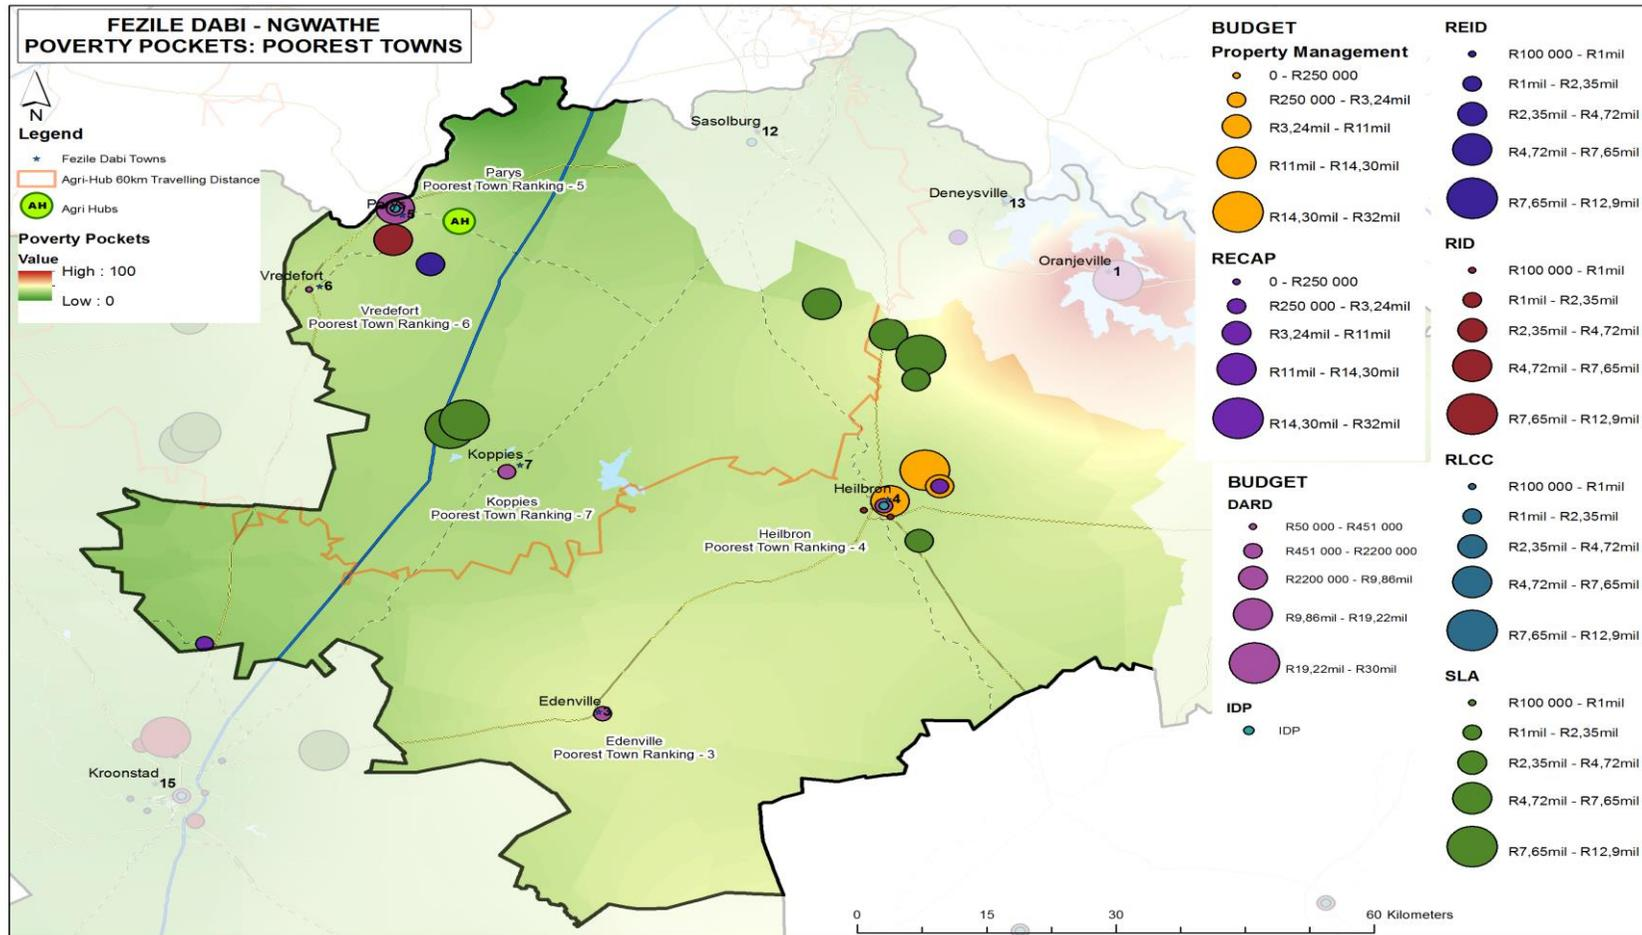 FEZILE DABI - NGWATHE
POVERTY POCKETS: POOREST TOWNS
N
Legend
Fezile Dabi Towns
Agri-Hub 60km Travelling Distance
AH
Agri Hubs
Poverty Pockets
Value
High : 100
Low : 0
Sasolburg
12
Parys
Poorest Town Ranking - 5
5
AH
Deneysville
13
Oranjeville
1
Vredefort
6
Vredefort
Poorest Town Ranking - 6
Koppies
7
Koppies
Poorest Town Ranking - 7
Heilbron
4
Heilbron
Poorest Town Ranking - 4
Edenville
3
Edenville
Poorest Town Ranking - 3
Kroonstad
15
BUDGET
Property Management
0 - R250 000
R250 000 - R3,24mil
R3,24mil - R11mil
R11mil - R14,30mil
R14,30mil - R32mil
RECAP
0 - R250 000
R250 000 - R3,24mil
R3,24mil - R11mil
R11mil - R14,30mil
R14,30mil - R32mil
BUDGET
DARD
R50 000 - R451 000
R451 000 - R2200 000
R2200 000 - R9,86mil
R9,86mil - R19,22mil
R19,22mil - R30mil
IDP
IDP
REID
R100 000 - R1mil
R1mil - R2,35mil
R2,35mil - R4,72mil
R4,72mil - R7,65mil
R7,65mil - R12,9mil
RID
R100 000 - R1mil
R1mil - R2,35mil
R2,35mil - R4,72mil
R4,72mil - R7,65mil
R7,65mil - R12,9mil
RLCC
R100 000 - R1mil
R1mil - R2,35mil
R2,35mil - R4,72mil
R4,72mil - R7,65mil
R7,65mil - R12,9mil
SLA
R100 000 - R1mil
R1mil - R2,35mil
R2,35mil - R4,72mil
R4,72mil - R7,65mil
R7,65mil - R12,9mil
0 15 30 60 Kilometers